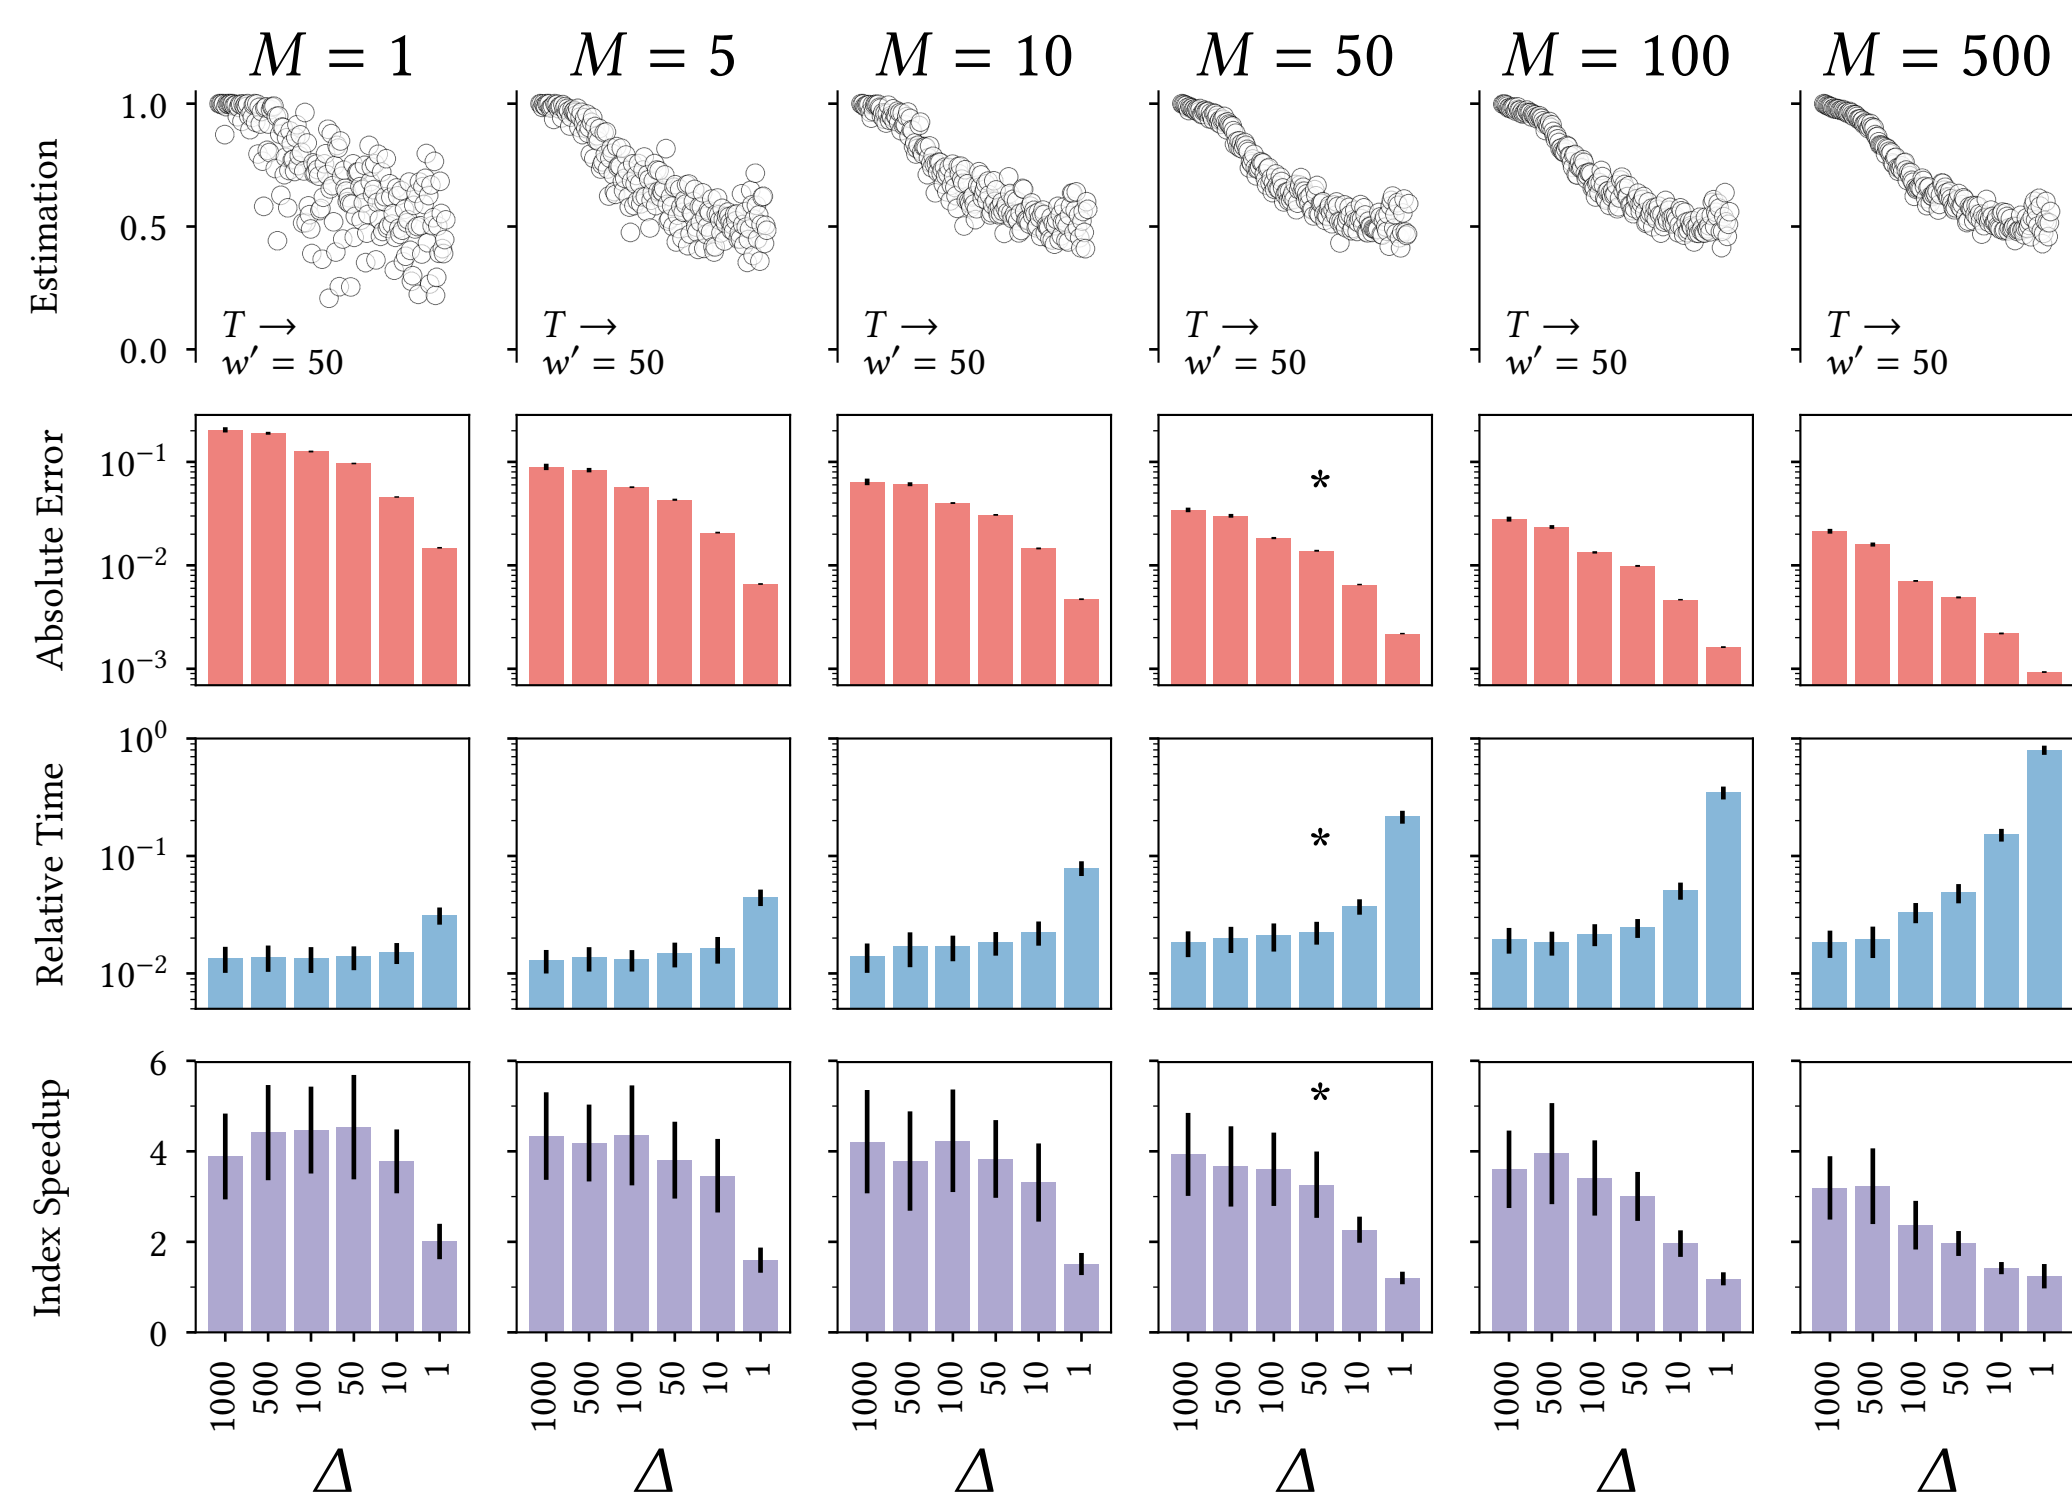 M = 1 M = 5 M = 10 M = 50 M = 100 M = 500
Estimation
1.0
0.5
0.0
T →
w′ = 50
T →
w′ = 50
T →
w′ = 50
T →
w′ = 50
T →
w′ = 50
T →
w′ = 50
Absolute Error
10⁻¹
10⁻²
10⁻³
*
Relative Time
10⁰
10⁻¹
10⁻²
*
Index Speedup
6
4
2
0
*
1000 500 100 50 10 1
1000 500 100 50 10 1
1000 500 100 50 10 1
1000 500 100 50 10 1
1000 500 100 50 10 1
1000 500 100 50 10 1
Δ Δ Δ Δ Δ Δ